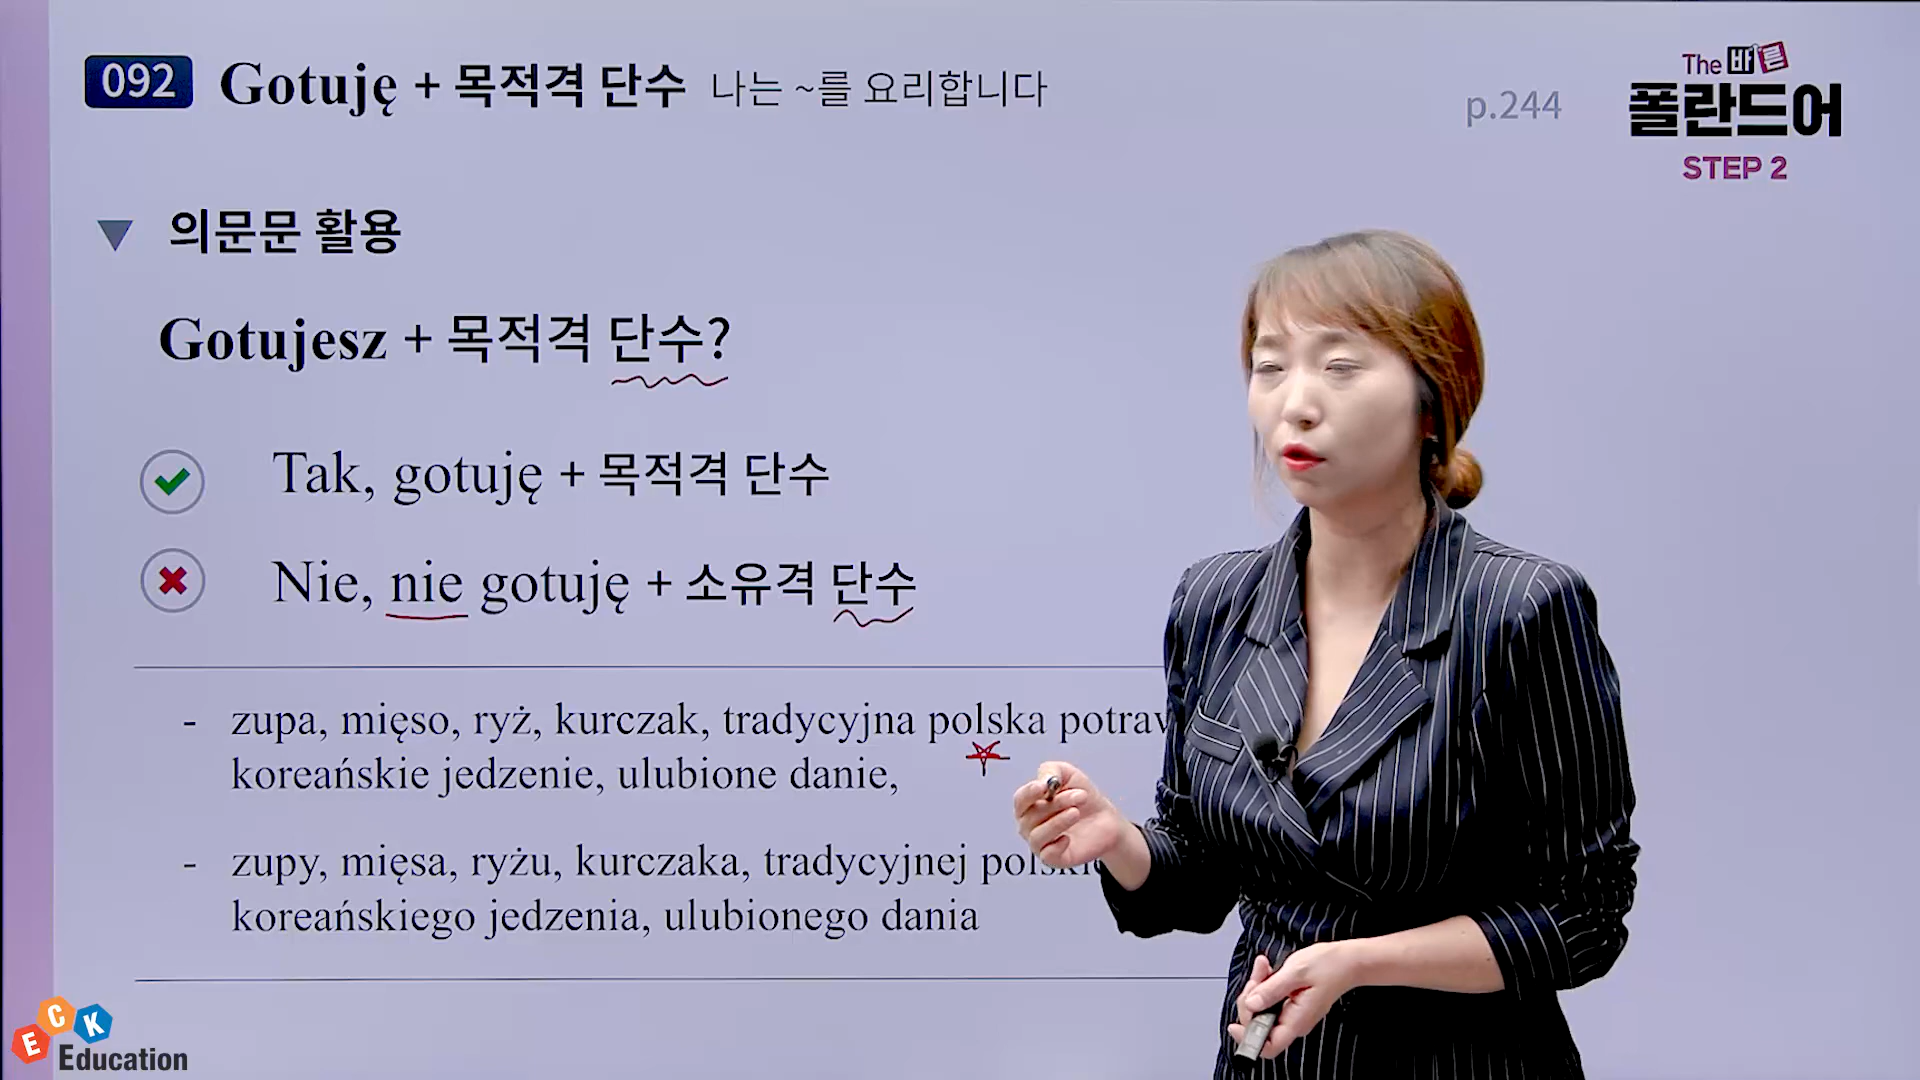 092 Gotuję + 목적격 단수 나는 ~를 요리합니다
p.244
The 바른
폴란드어
STEP 2
▼ 의문문 활용
Gotujesz + 목적격 단수?
Tak, gotuję + 목적격 단수
Nie, nie gotuję + 소유격 단수
- zupa, mięso, ryż, kurczak, tradycyjna polska
koreańskie jedzenie, ulubione danie,
- zupy, mięsa, ryżu, kurczaka, tradycyjnej
koreańskiego jedzenia, ulubionego dania
ECK
Education